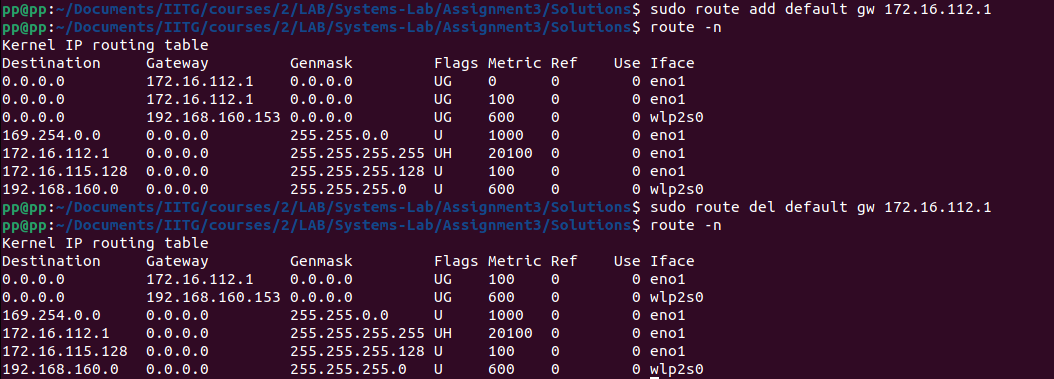 pp@pp:~/Documents/IITG/courses/2/LAB/Systems-Lab/Assignment3/Solutions$ sudo route add default gw 172.16.112.1
pp@pp:~/Documents/IITG/courses/2/LAB/Systems-Lab/Assignment3/Solutions$ route -n
Kernel IP routing table
Destination     Gateway         Genmask         Flags Metric Ref    Use Iface
0.0.0.0         172.16.112.1    0.0.0.0         UG    0      0        0 eno1
0.0.0.0         172.16.112.1    0.0.0.0         UG    100    0        0 eno1
0.0.0.0         192.168.160.153 0.0.0.0         UG    600    0        0 wlp2s0
169.254.0.0     0.0.0.0         255.255.0.0     U     1000   0        0 eno1
172.16.112.1    0.0.0.0         255.255.255.255 UH    20100  0        0 eno1
172.16.115.128  0.0.0.0         255.255.255.128 U     100    0        0 eno1
192.168.160.0   0.0.0.0         255.255.255.0   U     600    0        0 wlp2s0
pp@pp:~/Documents/IITG/courses/2/LAB/Systems-Lab/Assignment3/Solutions$ sudo route del default gw 172.16.112.1
pp@pp:~/Documents/IITG/courses/2/LAB/Systems-Lab/Assignment3/Solutions$ route -n
Kernel IP routing table
Destination     Gateway         Genmask         Flags Metric Ref    Use Iface
0.0.0.0         172.16.112.1    0.0.0.0         UG    100    0        0 eno1
0.0.0.0         192.168.160.153 0.0.0.0         UG    600    0        0 wlp2s0
169.254.0.0     0.0.0.0         255.255.0.0     U     1000   0        0 eno1
172.16.112.1    0.0.0.0         255.255.255.255 UH    20100  0        0 eno1
172.16.115.128  0.0.0.0         255.255.255.128 U     100    0        0 eno1
192.168.160.0   0.0.0.0         255.255.255.0   U     600    0        0 wlp2s0